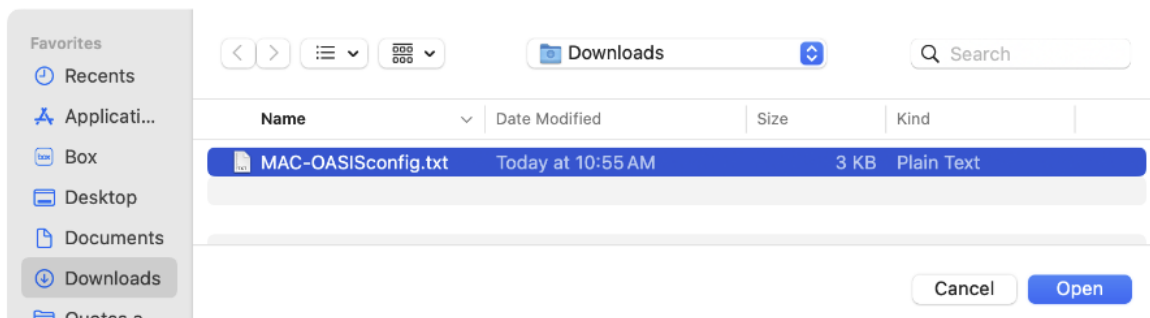 Favorites
Recents
Applicati...
Box
Desktop
Documents
Downloads
Downloads
Search
Name Date Modified Size Kind
MAC-OASISconfig.txt Today at 10:55 AM 3 KB Plain Text
Cancel Open